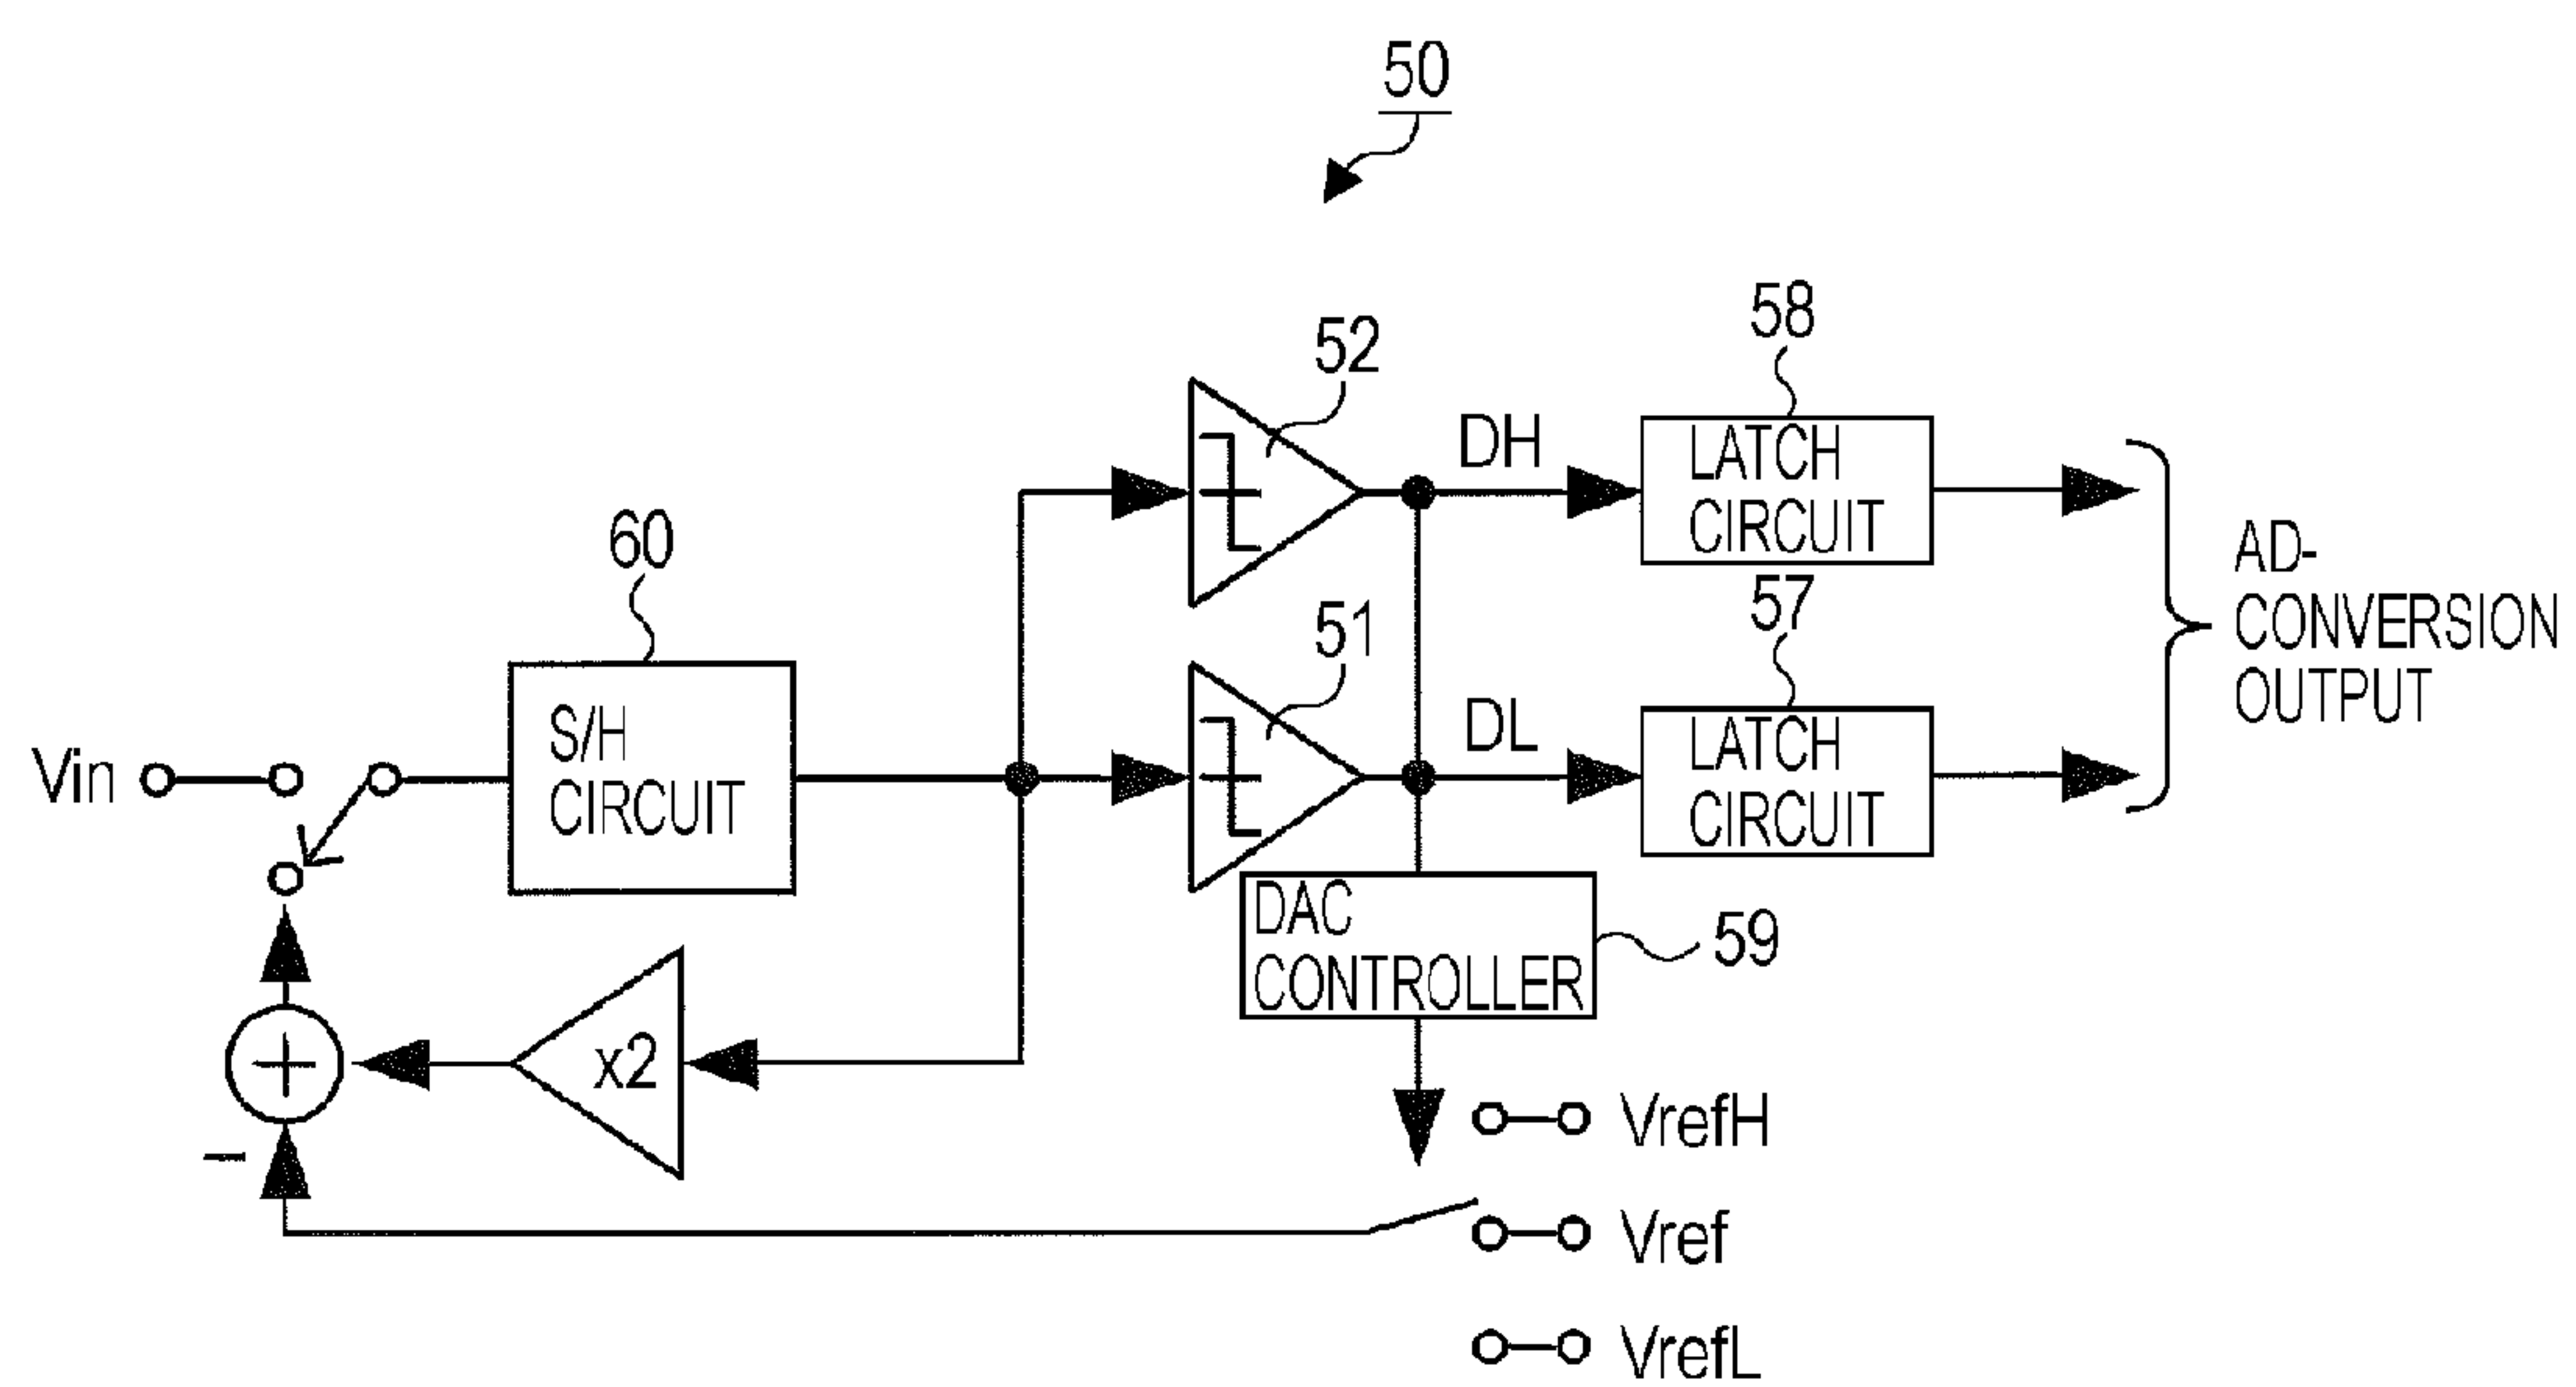 50
52
58
DH
LATCH
CIRCUIT
60
51
57
AD-
CONVERSION
OUTPUT
Vin
S/H
CIRCUIT
DL
LATCH
CIRCUIT
DAC
CONTROLLER
59
x2
+
−
VrefH
Vref
VrefL